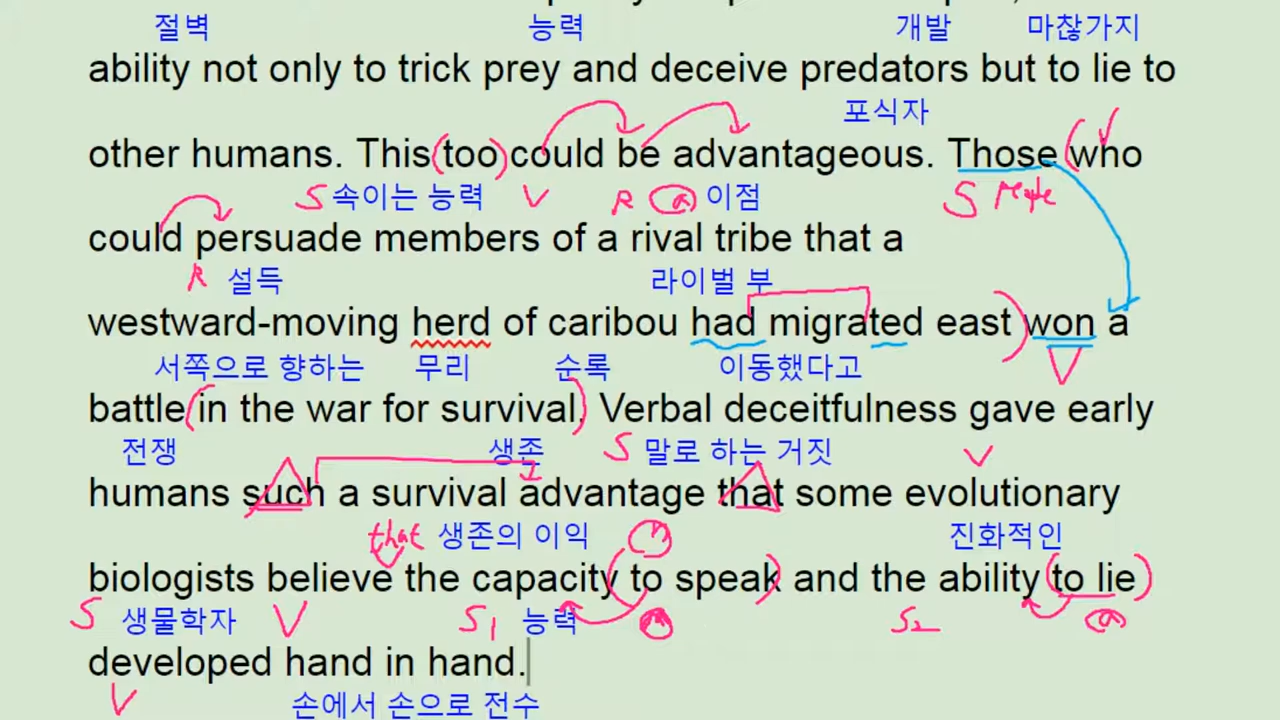 절벽 능력 개발 마찮가지
ability not only to trick prey and deceive predators but to lie to
포식자
other humans. This (too) could be advantageous. Those (who
S 속이는 능력 V R a 이점 S
could persuade members of a rival tribe that a
R 설득 라이벌 부
westward-moving herd of caribou had migrated east) won a
서쪽으로 향하는 무리 순록 이동했다고 V
battle (in the war for survival.) Verbal deceitfulness gave early
전쟁 생존 S 말로 하는 거짓 V
humans such a survival advantage that some evolutionary
that 생존의 이익 진화적인
biologists believe the capacity (to speak) and the ability (to lie)
S 생물학자 V S1 능력 S2 a
developed hand in hand.
V 손에서 손으로 전수